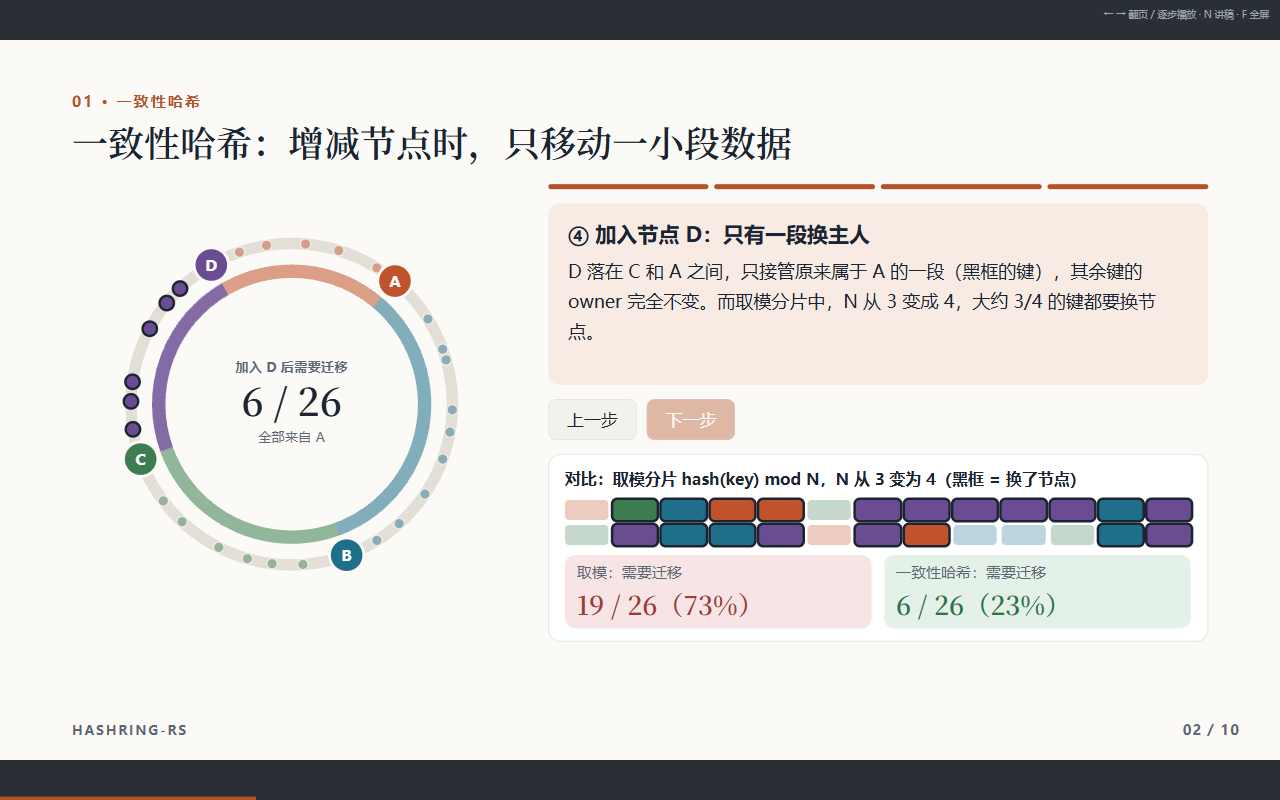 ←→ 翻页 / 逐步播放 · N 讲稿 · F 全屏
01 • 一致性哈希
一致性哈希：增减节点时，只移动一小段数据
④ 加入节点 D：只有一段换主人
D 落在 C 和 A 之间，只接管原来属于 A 的一段（黑框的键），其余键的
owner 完全不变。而取模分片中，N 从 3 变成 4，大约 3/4 的键都要换节
点。
D
A
C
B
加入 D 后需要迁移
6 / 26
全部来自 A
上一步
下一步
对比：取模分片 hash(key) mod N，N 从 3 变为 4（黑框 = 换了节点）
取模：需要迁移
19 / 26（73%）
一致性哈希：需要迁移
6 / 26（23%）
HASHRING-RS
02 / 10